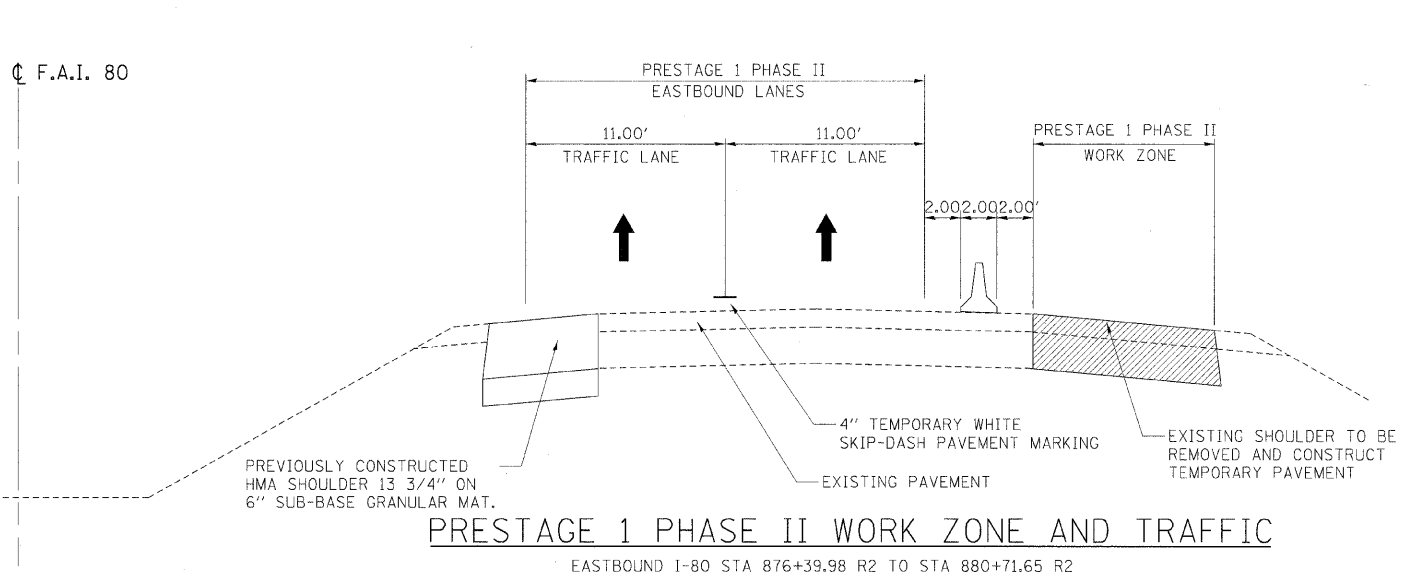 ℄ F.A.I. 80
PRESTAGE 1 PHASE II
EASTBOUND LANES
11.00' 11.00'
TRAFFIC LANE TRAFFIC LANE
PRESTAGE 1 PHASE II
WORK ZONE
2.00 2.00 2.00'
4" TEMPORARY WHITE
SKIP-DASH PAVEMENT MARKING
EXISTING SHOULDER TO BE
REMOVED AND CONSTRUCT
TEMPORARY PAVEMENT
PREVIOUSLY CONSTRUCTED
HMA SHOULDER 13 3/4" ON
6" SUB-BASE GRANULAR MAT.
EXISTING PAVEMENT
PRESTAGE 1 PHASE II WORK ZONE AND TRAFFIC
EASTBOUND I-80 STA 876+39.98 R2 TO STA 880+71.65 R2